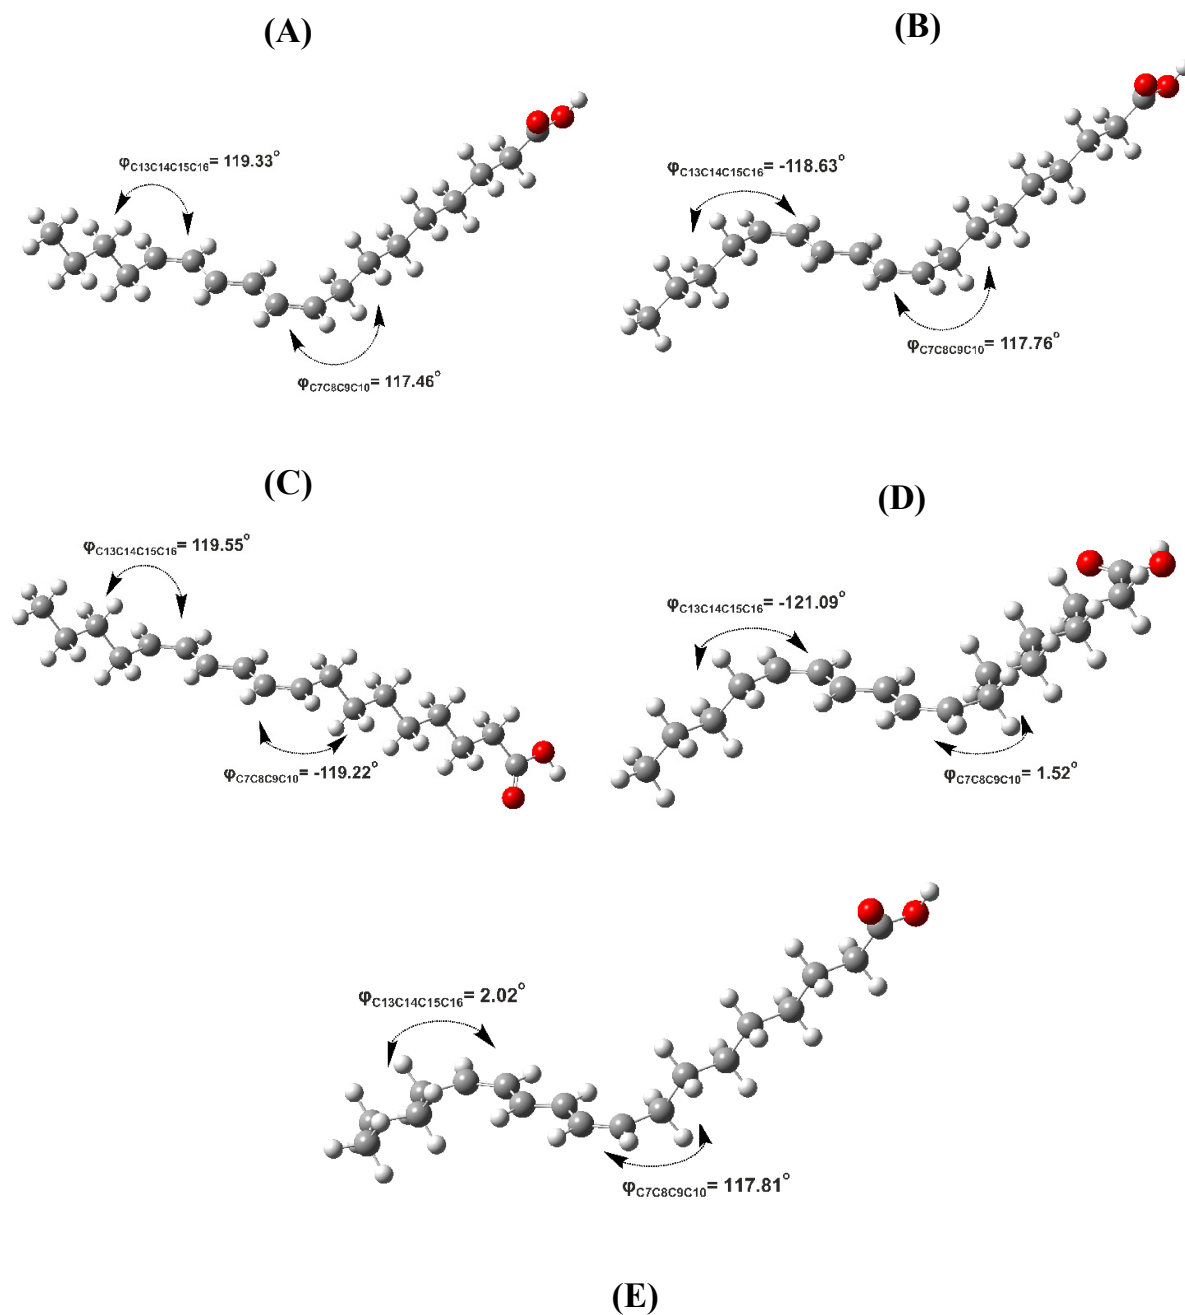 (A)
(B)
φC13C14C15C16= 119.33°
φC7C8C9C10= 117.46°
φC13C14C15C16= -118.63°
φC7C8C9C10= 117.76°
(C)
(D)
φC13C14C15C16= 119.55°
φC7C8C9C10= -119.22°
φC13C14C15C16= -121.09°
φC7C8C9C10= 1.52°
φC13C14C15C16= 2.02°
φC7C8C9C10= 117.81°
(E)